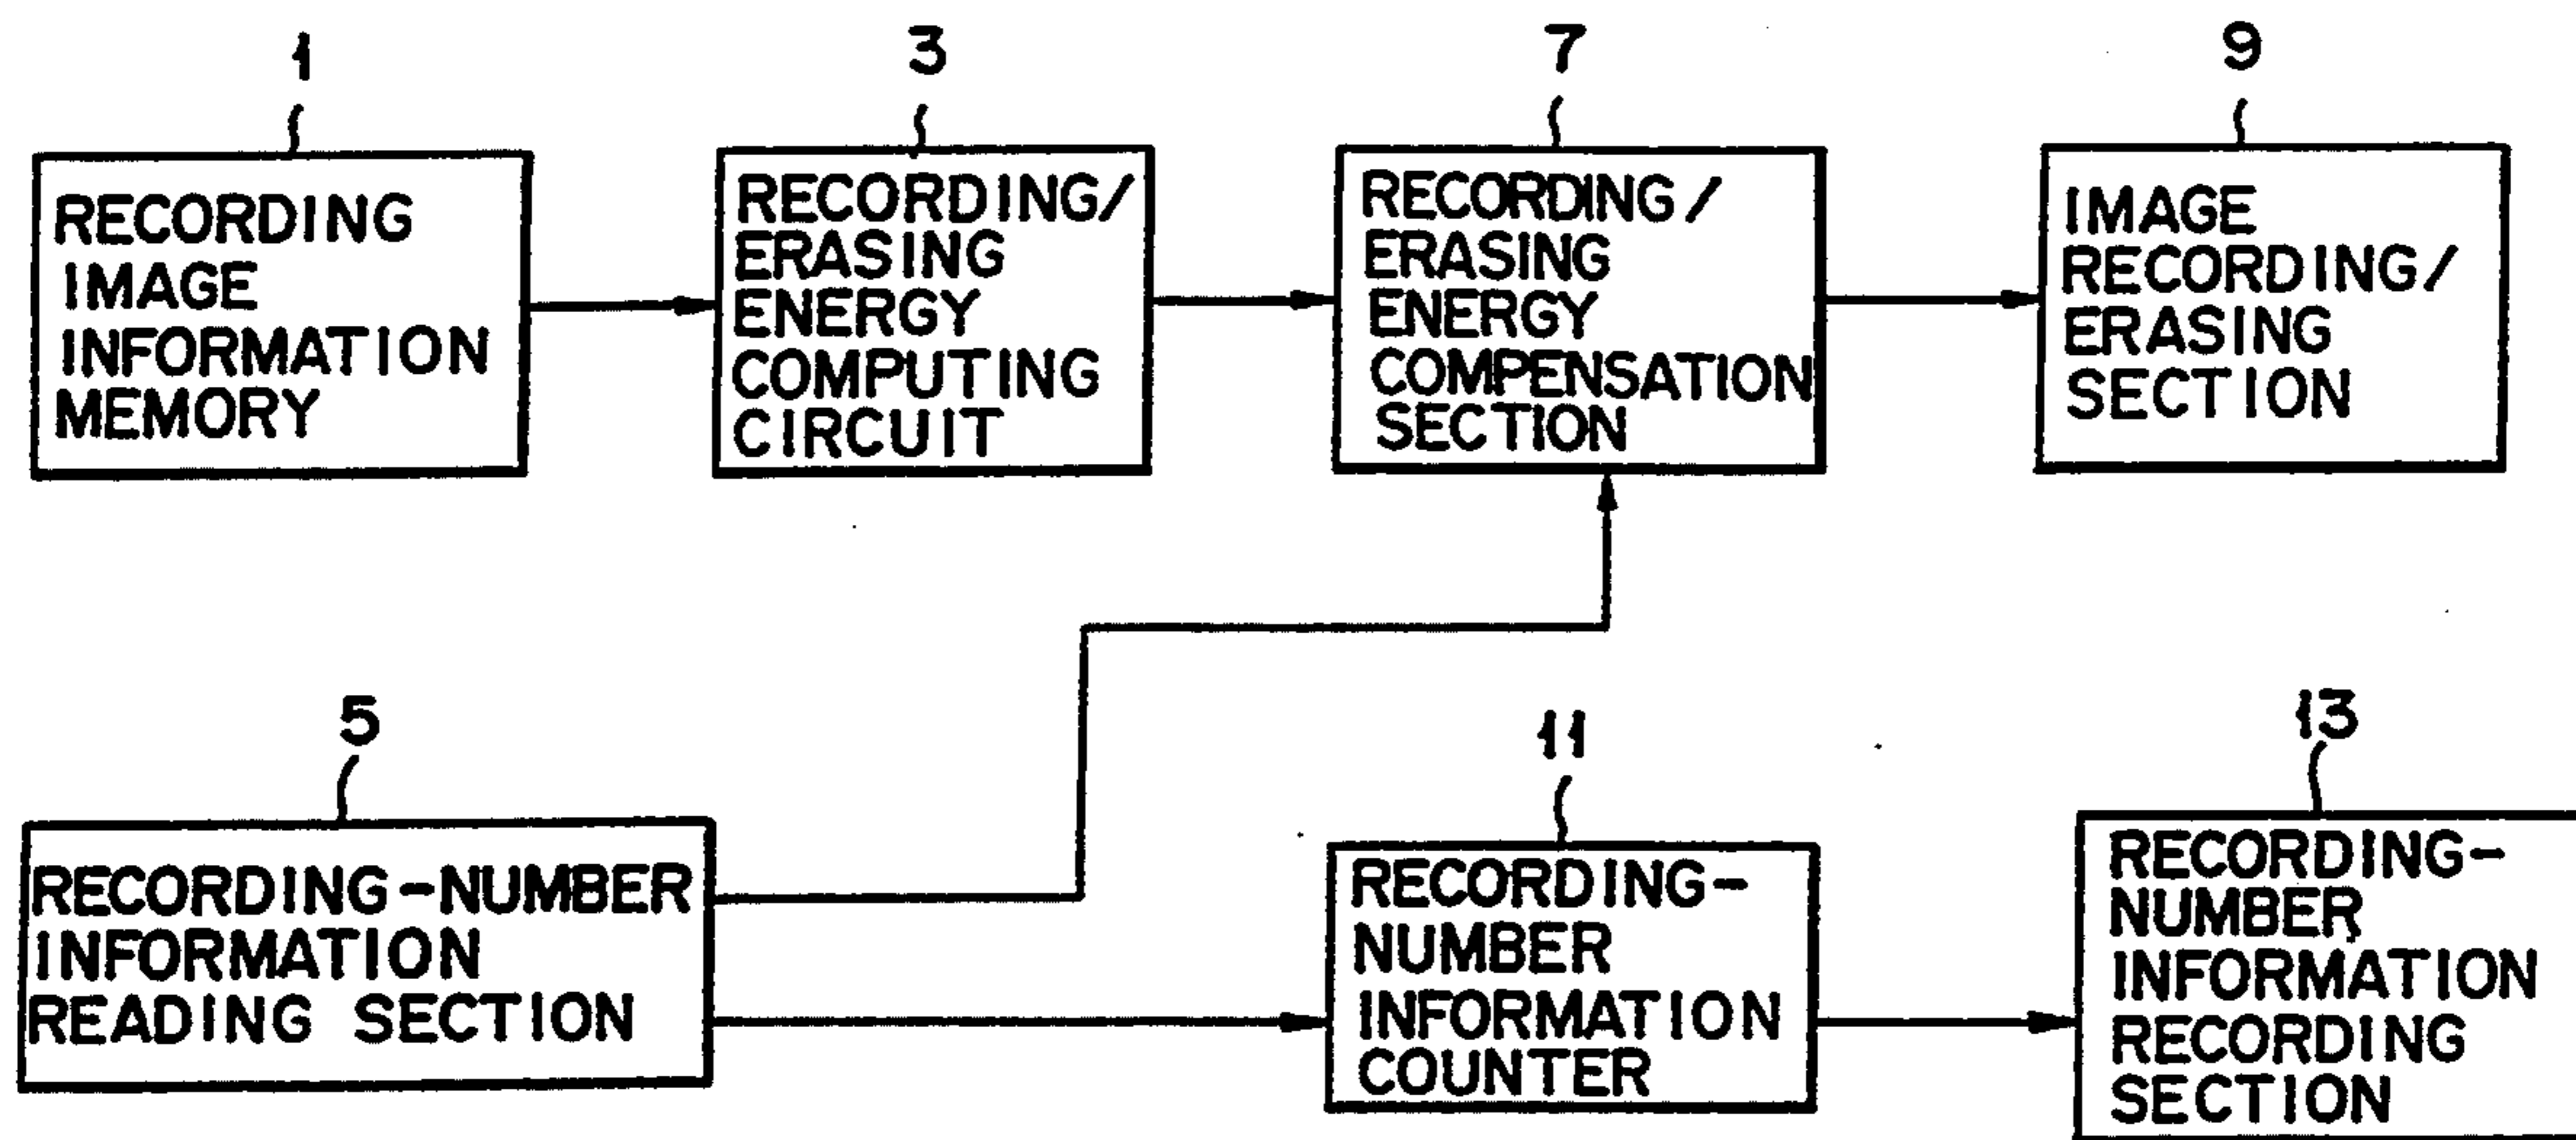 1
RECORDING
IMAGE
INFORMATION
MEMORY
3
RECORDING/
ERASING
ENERGY
COMPUTING
CIRCUIT
7
RECORDING/
ERASING
ENERGY
COMPENSATION
SECTION
9
IMAGE
RECORDING/
ERASING
SECTION
5
RECORDING-NUMBER
INFORMATION
READING SECTION
11
RECORDING-
NUMBER
INFORMATION
COUNTER
13
RECORDING-
NUMBER
INFORMATION
RECORDING
SECTION